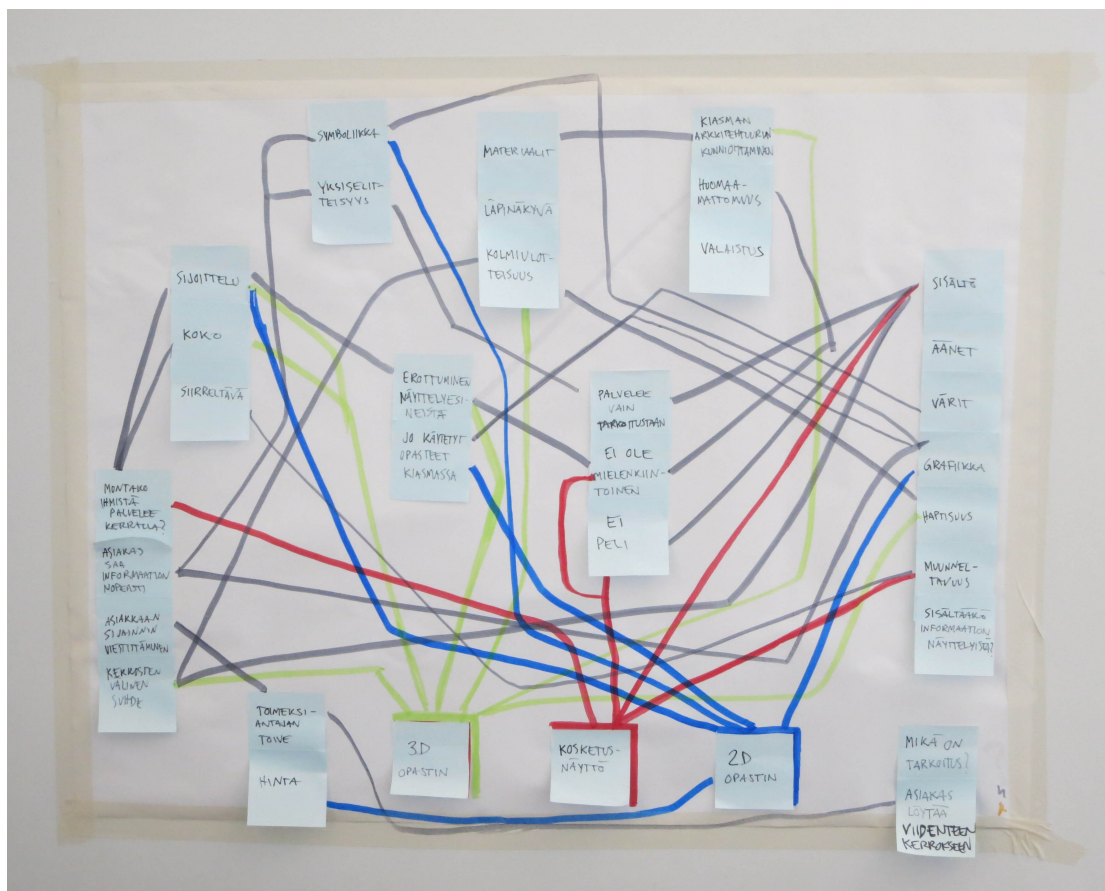 SYMBOLIIKKA
YKSISELIT-
TEISYYS
MATERIAALIT
LÄPINÄKYVÄ
KOLMIULOT-
TEISUUS
KIASMAN
ARKKITEHTUURIN
KUNNIOITTAMINEN
HUOMAA-
MATTOMUUS
VALAISTUS
SIJOITTELU
KOKO
SIIRRELTÄVÄ
EROTTUMINEN
NÄYTTELYESI-
NEISTÄ
JO KÄYTETYT
OPASTEET
KIASMASSA
PALVELEE
VAIN
TARKOITUSTAAN
EI OLE
MIELENKIIN-
TOINEN
EI
PELI
SISÄLTÖ
ÄÄNET
VÄRIT
GRAFIIKKA
HAPTISUUS
MUUNNEL-
TAVUUS
SISÄLTÄÄKÖ
INFORMAATION
NÄYTTELYISTÄ?
MONTAKO
IHMISTÄ
PALVELEE
KERRALLA?
ASIAKAS
SAA
INFORMAATION
NOPEASTI
ASIAKKAAN
SIJAINNIN
VIESTITTÄMINEN
KERROSTEN
VÄLINEN
SUHDE
TOIMEKSI-
ANTAJAN
TOIVE
HINTA
3D
OPASTIN
KOSKETUS-
NÄYTTÖ
2D
OPASTIN
MIKÄ ON
TARKOITUS?
ASIAKAS
LÖYTÄÄ
VIIDENTEEN
KERROKSEEN